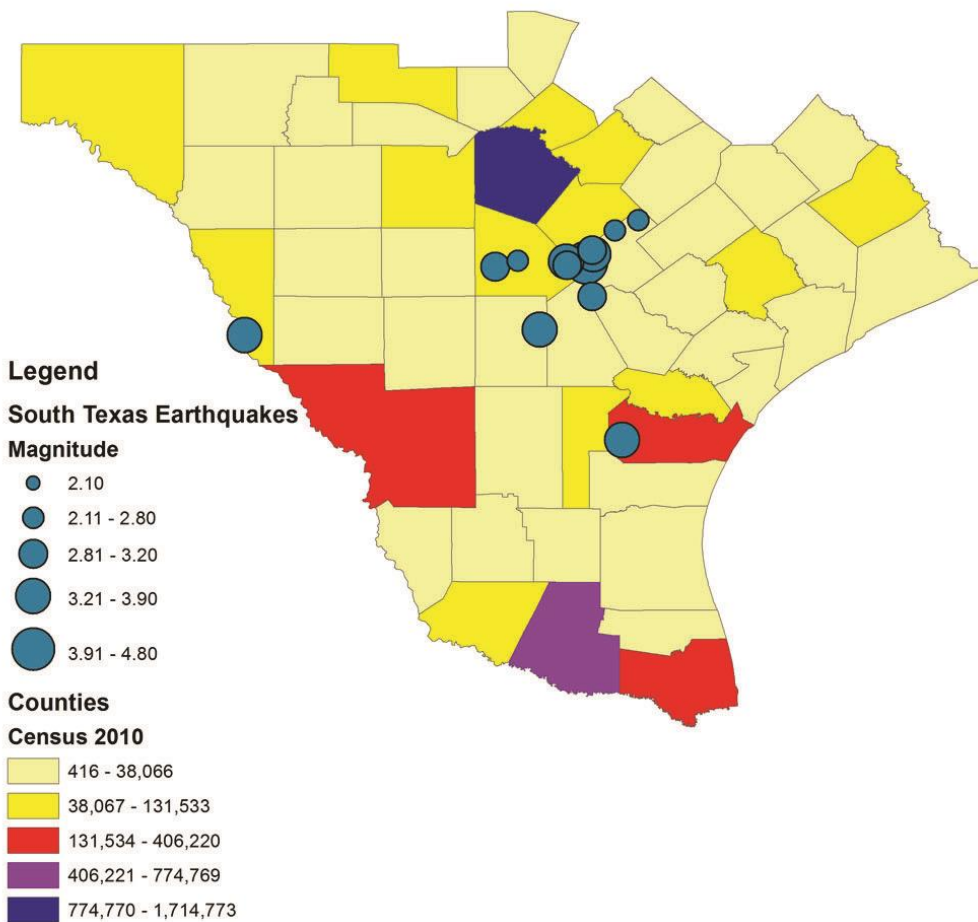 Legend
South Texas Earthquakes
Magnitude
2.10
2.11 - 2.80
2.81 - 3.20
3.21 - 3.90
3.91 - 4.80
Counties
Census 2010
416 - 38,066
38,067 - 131,533
131,534 - 406,220
406,221 - 774,769
774,770 - 1,714,773